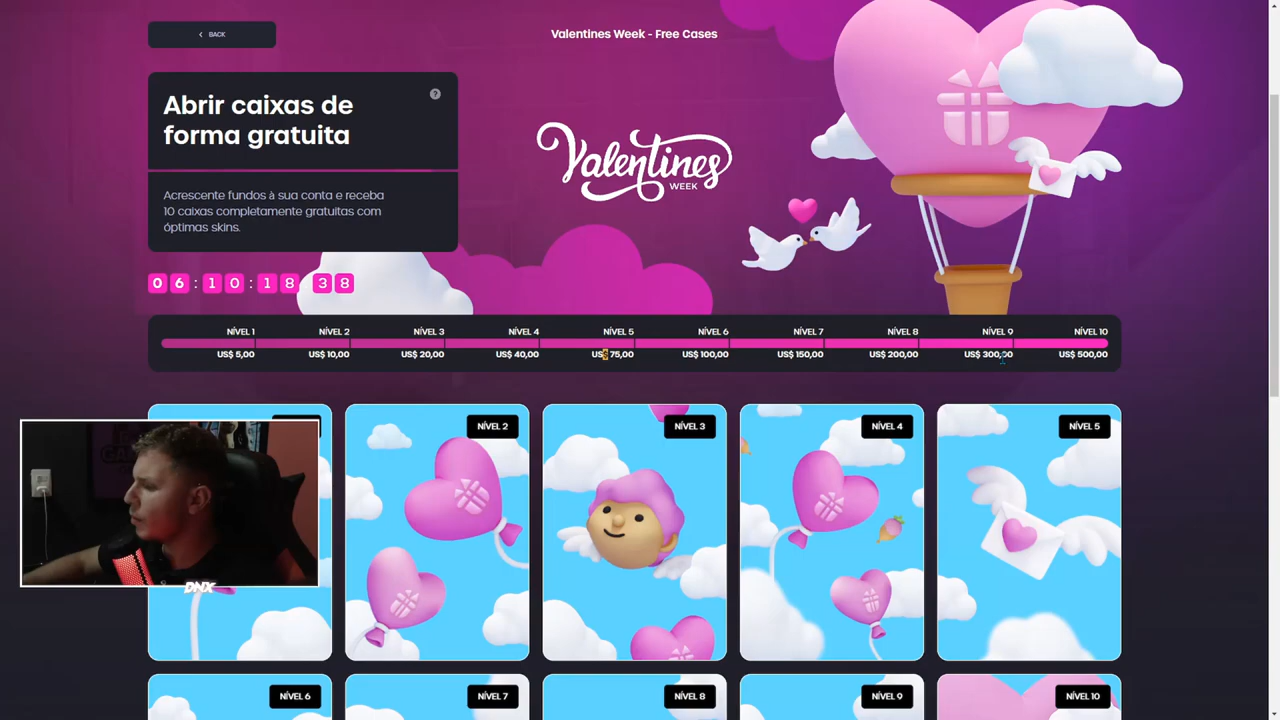 BACK
Valentines Week - Free Cases
Abrir caixas de
forma gratuita
?
Acrescente fundos à sua conta e receba
10 caixas completamente gratuitas com
óptimas skins.
Valentines
WEEK
06:10:18 38
NÍVEL 1 NÍVEL 2 NÍVEL 3 NÍVEL 4 NÍVEL 5 NÍVEL 6 NÍVEL 7 NÍVEL 8 NÍVEL 9 NÍVEL 10
US$ 5,00 US$ 10,00 US$ 20,00 US$ 40,00 US$ 75,00 US$ 100,00 US$ 150,00 US$ 200,00 US$ 300,00 US$ 500,00
NÍVEL 2 NÍVEL 3 NÍVEL 4 NÍVEL 5
DNX
NÍVEL 6 NÍVEL 7 NÍVEL 8 NÍVEL 9 NÍVEL 10